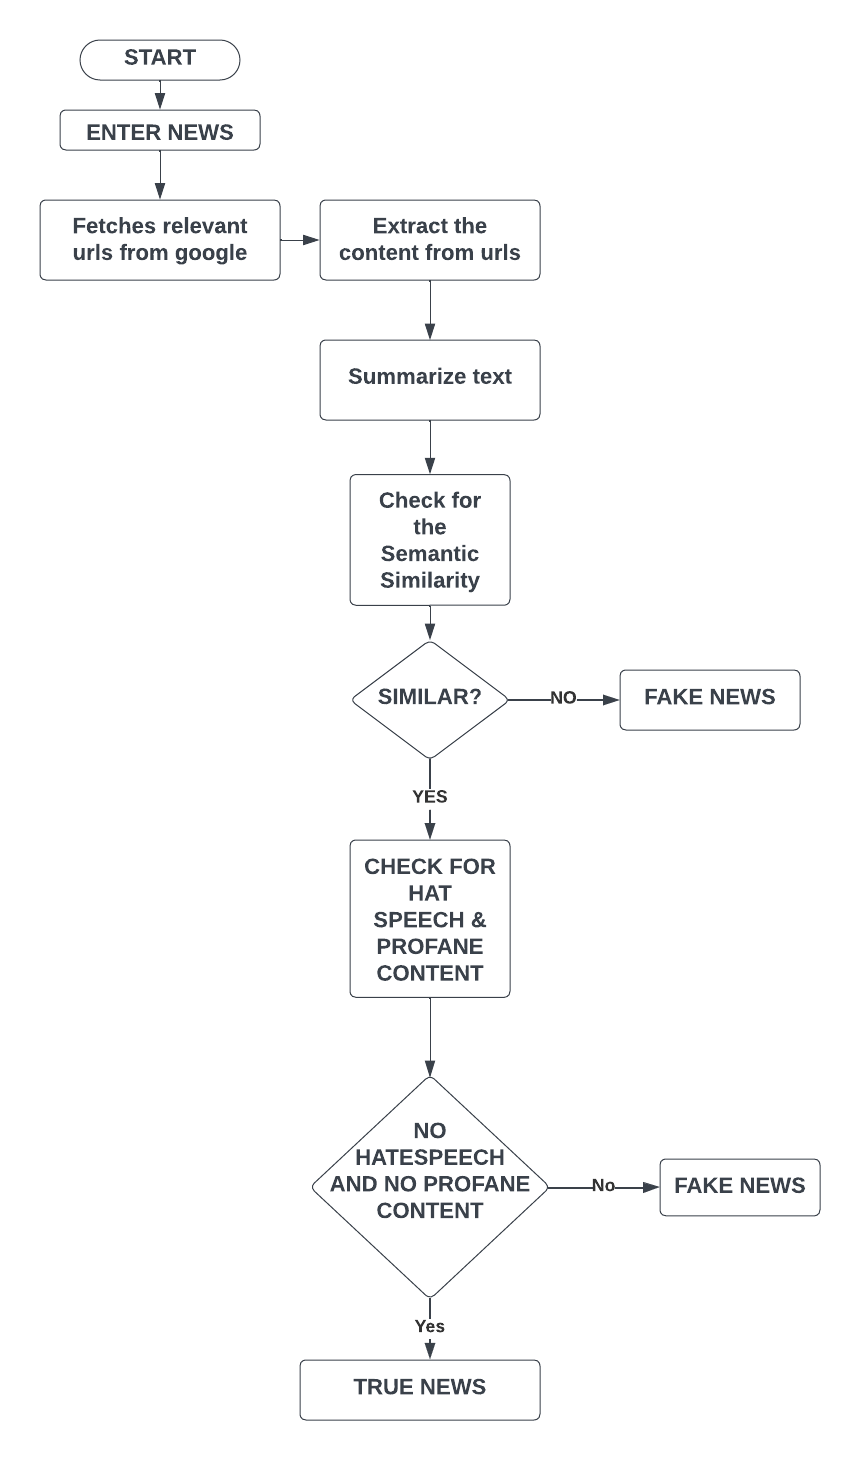 START
ENTER NEWS
Fetches relevant
urls from google
Extract the
content from urls
Summarize text
Check for
the
Semantic
Similarity
SIMILAR?
NO
FAKE NEWS
YES
CHECK FOR
HAT
SPEECH &
PROFANE
CONTENT
NO
HATESPEECH
AND NO PROFANE
CONTENT
No
FAKE NEWS
Yes
TRUE NEWS